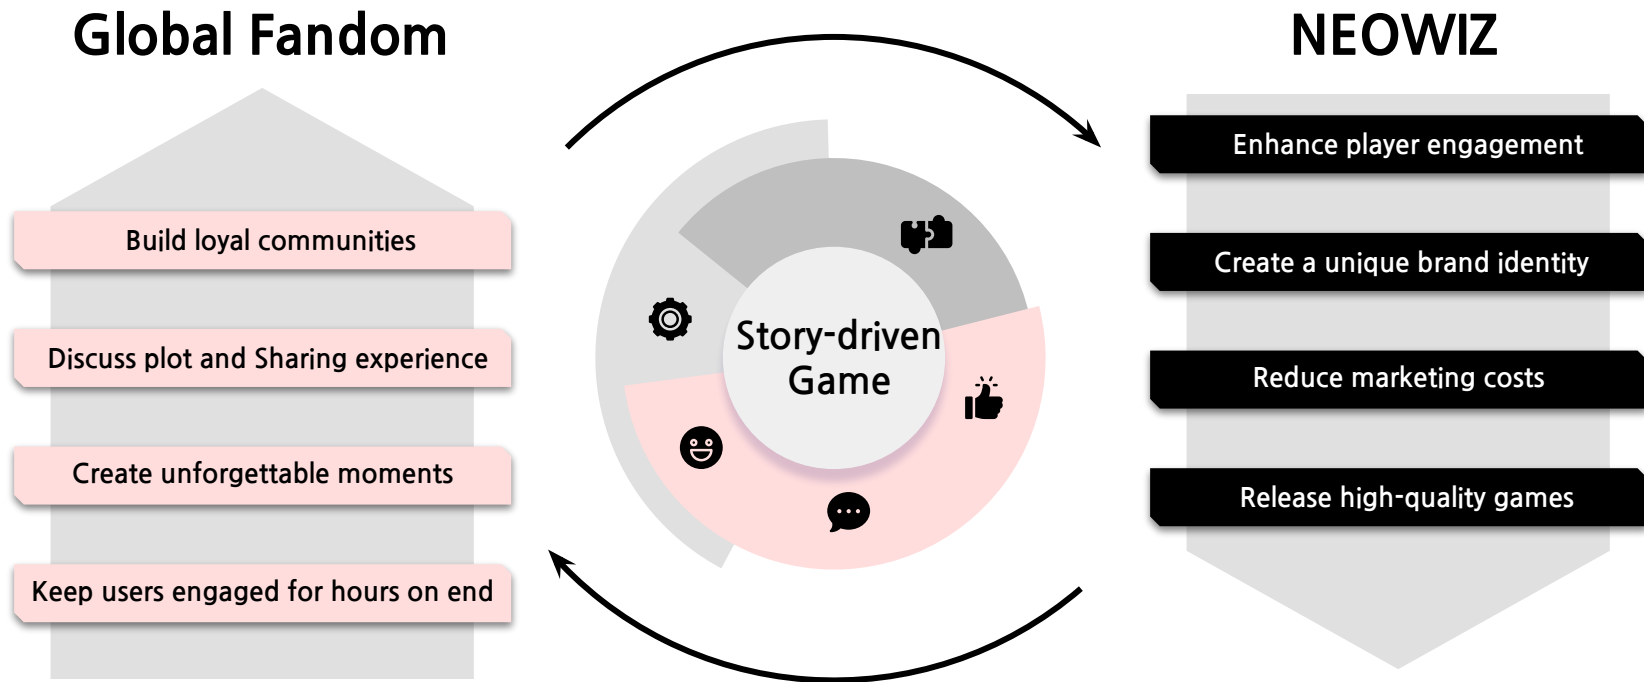 Global Fandom
Build loyal communities
Discuss plot and Sharing experience
Create unforgettable moments
Keep users engaged for hours on end
Story-driven
Game
NEOWIZ
Enhance player engagement
Create a unique brand identity
Reduce marketing costs
Release high-quality games